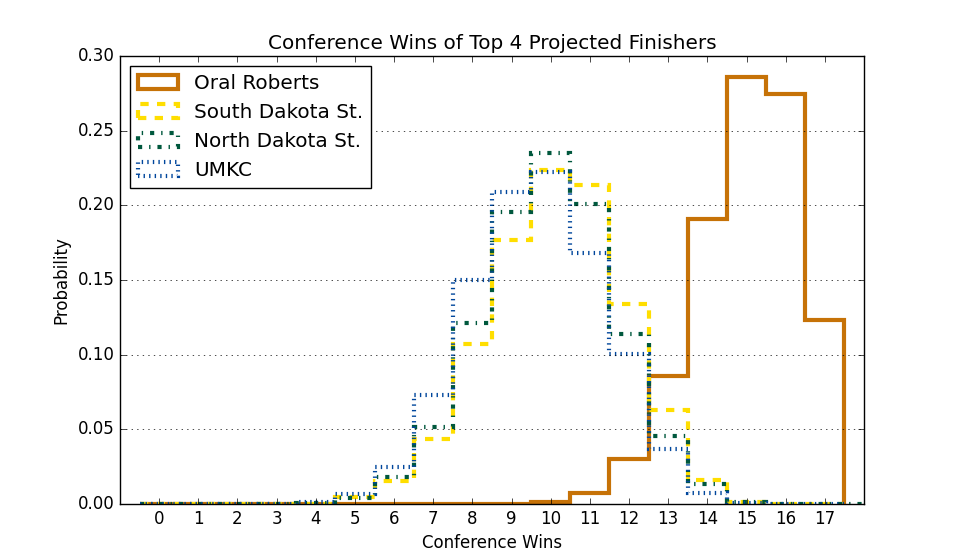 Conference Wins of Top 4 Projected Finishers
Oral Roberts
South Dakota St.
North Dakota St.
UMKC
0.30
0.25
0.20
0.15
0.10
0.05
0.00
Probability
0 1 2 3 4 5 6 7 8 9 10 11 12 13 14 15 16 17
Conference Wins